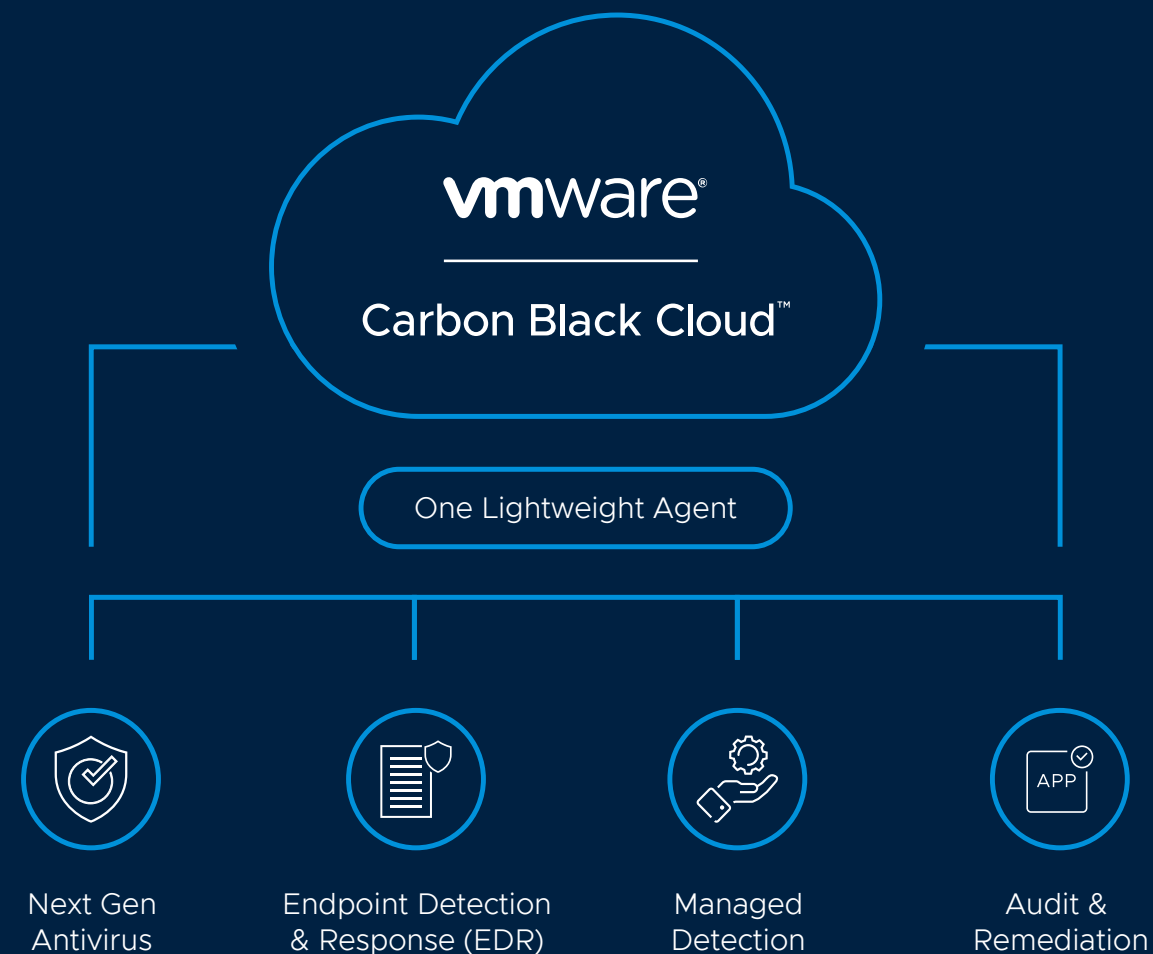 vmware®
Carbon Black Cloud™
One Lightweight Agent
APP
Next Gen
Antivirus
Endpoint Detection
& Response (EDR)
Managed
Detection
Audit &
Remediation